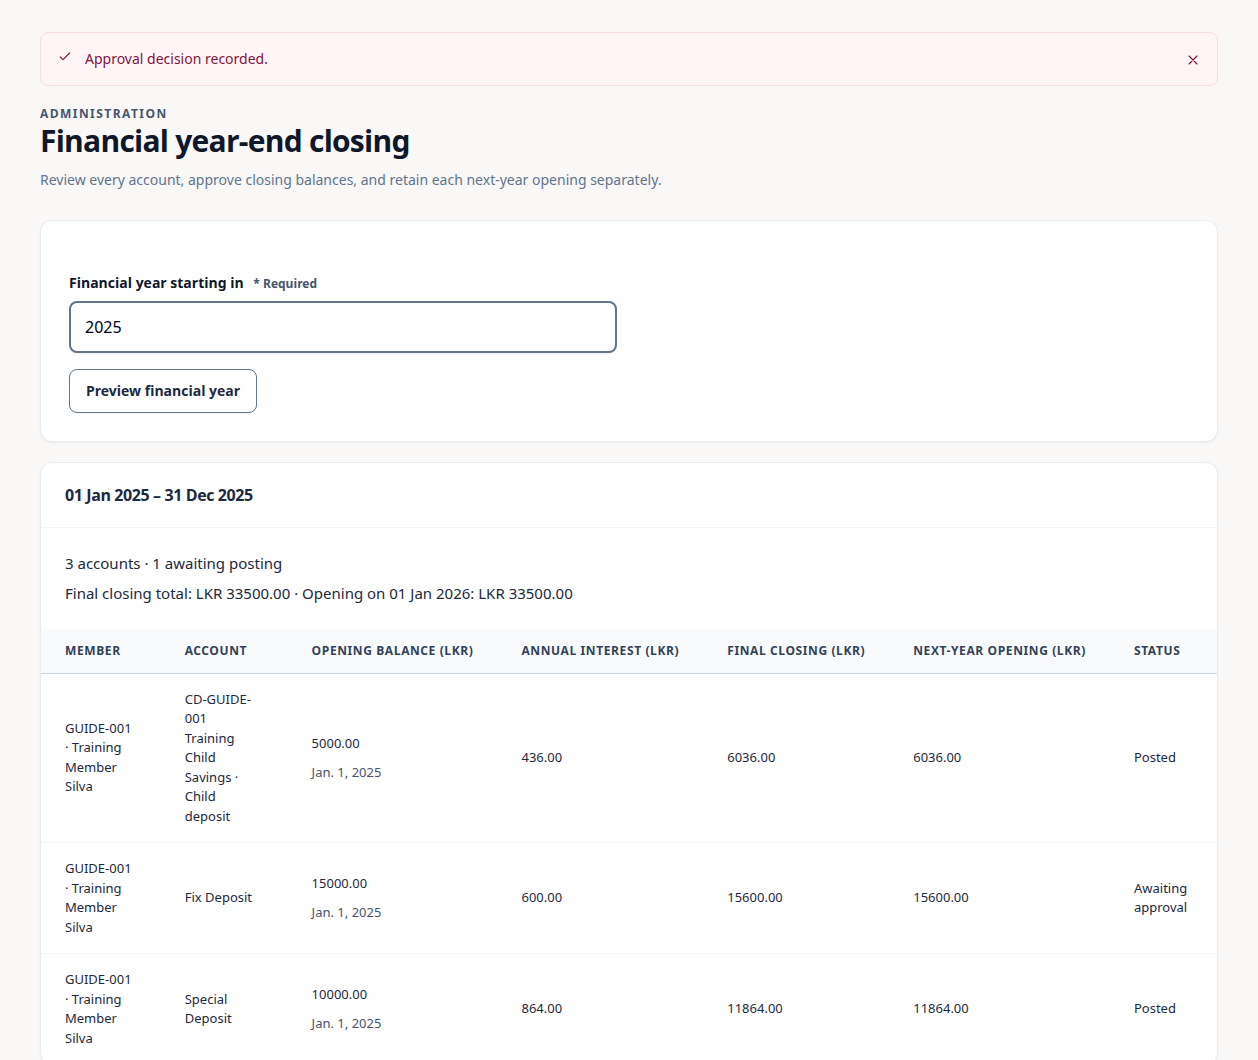 Approval decision recorded.
ADMINISTRATION
Financial year-end closing
Review every account, approve closing balances, and retain each next-year opening separately.
Financial year starting in * Required
2025
Preview financial year
01 Jan 2025 – 31 Dec 2025
3 accounts · 1 awaiting posting
Final closing total: LKR 33500.00 · Opening on 01 Jan 2026: LKR 33500.00
MEMBER ACCOUNT OPENING BALANCE (LKR) ANNUAL INTEREST (LKR) FINAL CLOSING (LKR) NEXT-YEAR OPENING (LKR) STATUS
GUIDE-001
· Training
Member
Silva
CD-GUIDE-
001
Training
Child
Savings ·
Child
deposit
5000.00
Jan. 1, 2025
436.00
6036.00
6036.00
Posted
GUIDE-001
· Training
Member
Silva
Fix Deposit
15000.00
Jan. 1, 2025
600.00
15600.00
15600.00
Awaiting
approval
GUIDE-001
· Training
Member
Silva
Special
Deposit
10000.00
Jan. 1, 2025
864.00
11864.00
11864.00
Posted